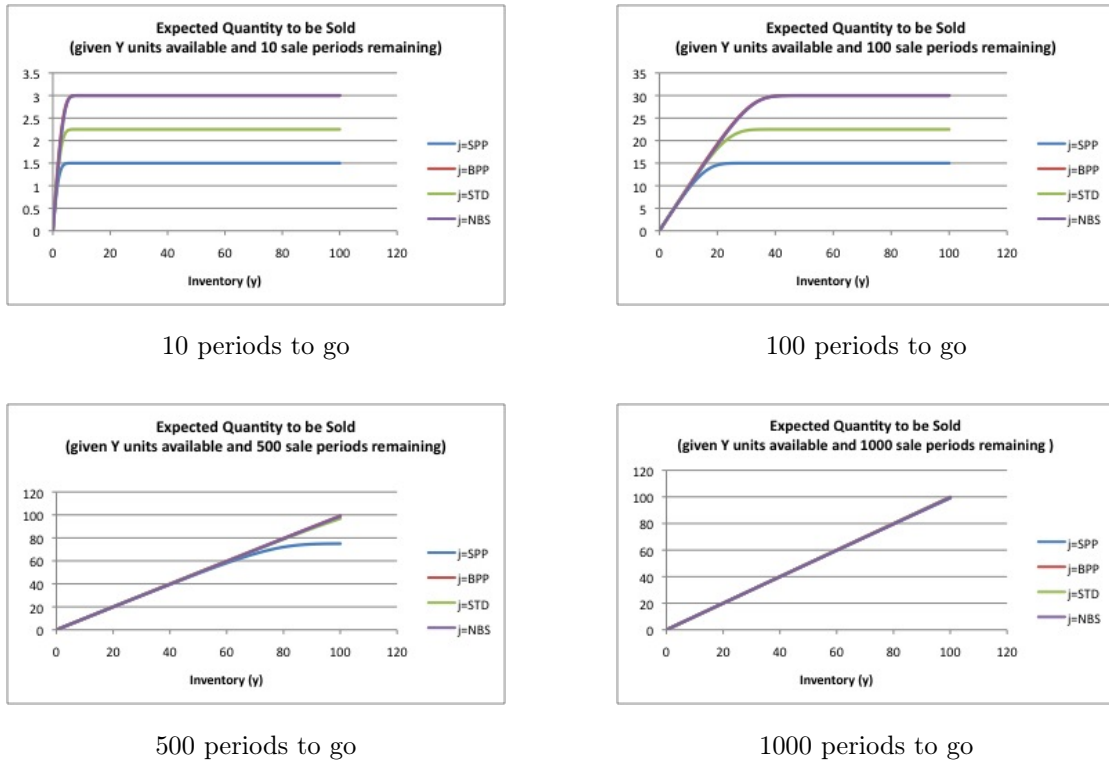 Expected Quantity to be Sold
(given Y units available and 10 sale periods remaining)
3.5
3
2.5
2
1.5
1
0.5
0
0 20 40 60 80 100 120
Inventory (y)
j=SPP
j=BPP
j=STD
j=NBS
10 periods to go
Expected Quantity to be Sold
(given Y units available and 100 sale periods remaining)
35
30
25
20
15
10
5
0
0 20 40 60 80 100 120
Inventory (y)
j=SPP
j=BPP
j=STD
j=NBS
100 periods to go
Expected Quantity to be Sold
(given Y units available and 500 sale periods remaining)
120
100
80
60
40
20
0
0 20 40 60 80 100 120
Inventory (y)
j=SPP
j=BPP
j=STD
j=NBS
500 periods to go
Expected Quantity to be Sold
(given Y units available and 1000 sale periods remaining )
120
100
80
60
40
20
0
0 20 40 60 80 100 120
Inventory (y)
j=SPP
j=BPP
j=STD
j=NBS
1000 periods to go